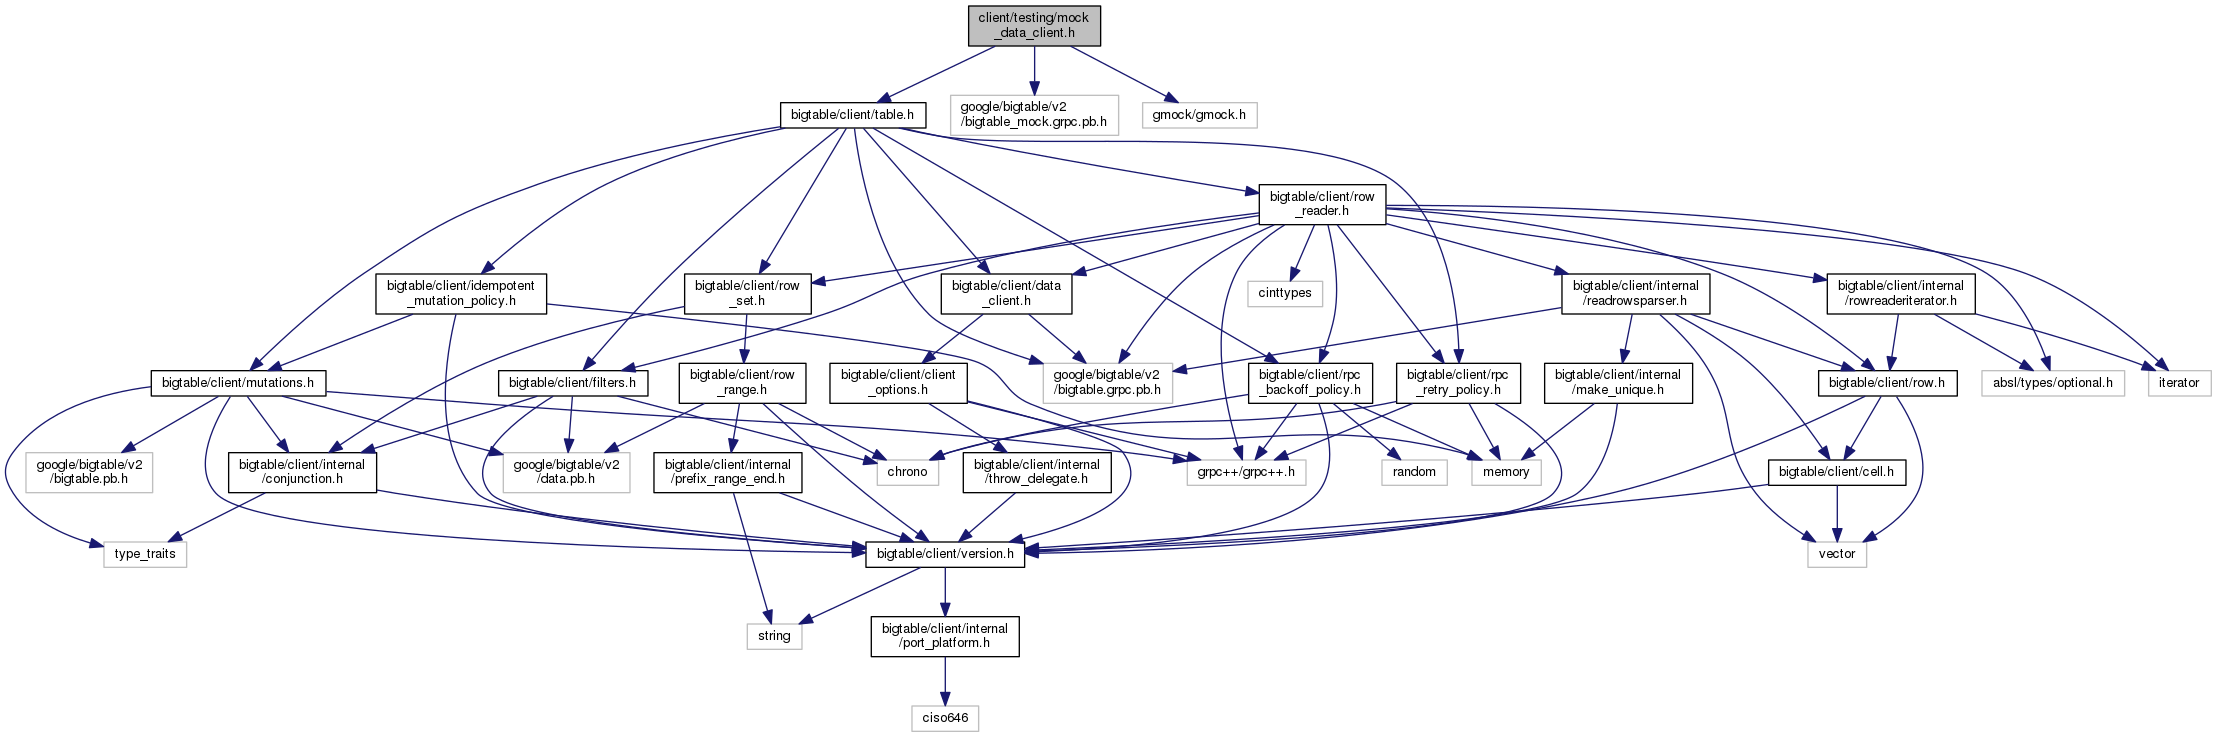 client/testing/mock
_data_client.h
bigtable/client/table.h
google/bigtable/v2
/bigtable_mock.grpc.pb.h
gmock/gmock.h
bigtable/client/row
_reader.h
bigtable/client/idempotent
_mutation_policy.h
bigtable/client/row
_set.h
bigtable/client/data
_client.h
cinttypes
bigtable/client/internal
/readrowsparser.h
bigtable/client/internal
/rowreaderiterator.h
bigtable/client/mutations.h
bigtable/client/filters.h
bigtable/client/row
_range.h
bigtable/client/client
_options.h
google/bigtable/v2
/bigtable.grpc.pb.h
bigtable/client/rpc
_backoff_policy.h
bigtable/client/rpc
_retry_policy.h
bigtable/client/internal
/make_unique.h
bigtable/client/row.h
absl/types/optional.h
iterator
google/bigtable/v2
/bigtable.pb.h
bigtable/client/internal
/conjunction.h
google/bigtable/v2
/data.pb.h
bigtable/client/internal
/prefix_range_end.h
chrono
bigtable/client/internal
/throw_delegate.h
grpc++/grpc++.h
random
memory
bigtable/client/cell.h
type_traits
bigtable/client/version.h
vector
string
bigtable/client/internal
/port_platform.h
ciso646